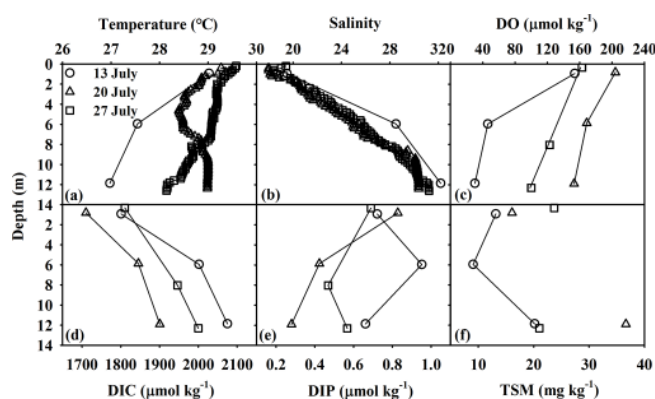 Temperature (°C) Salinity DO (μmol kg⁻¹)
26 27 28 29 30 20 24 28 320 40 80 120 160 200 240
0 2 4 6 8 10 12 14
13 July
20 July
27 July
(a) (b) (c)
Depth (m)
0 2 4 6 8 10 12 14
(d) (e) (f)
1700 1800 1900 2000 2100 0.2 0.4 0.6 0.8 1.0 10 20 30 40
DIC (μmol kg⁻¹) DIP (μmol kg⁻¹) TSM (mg kg⁻¹)